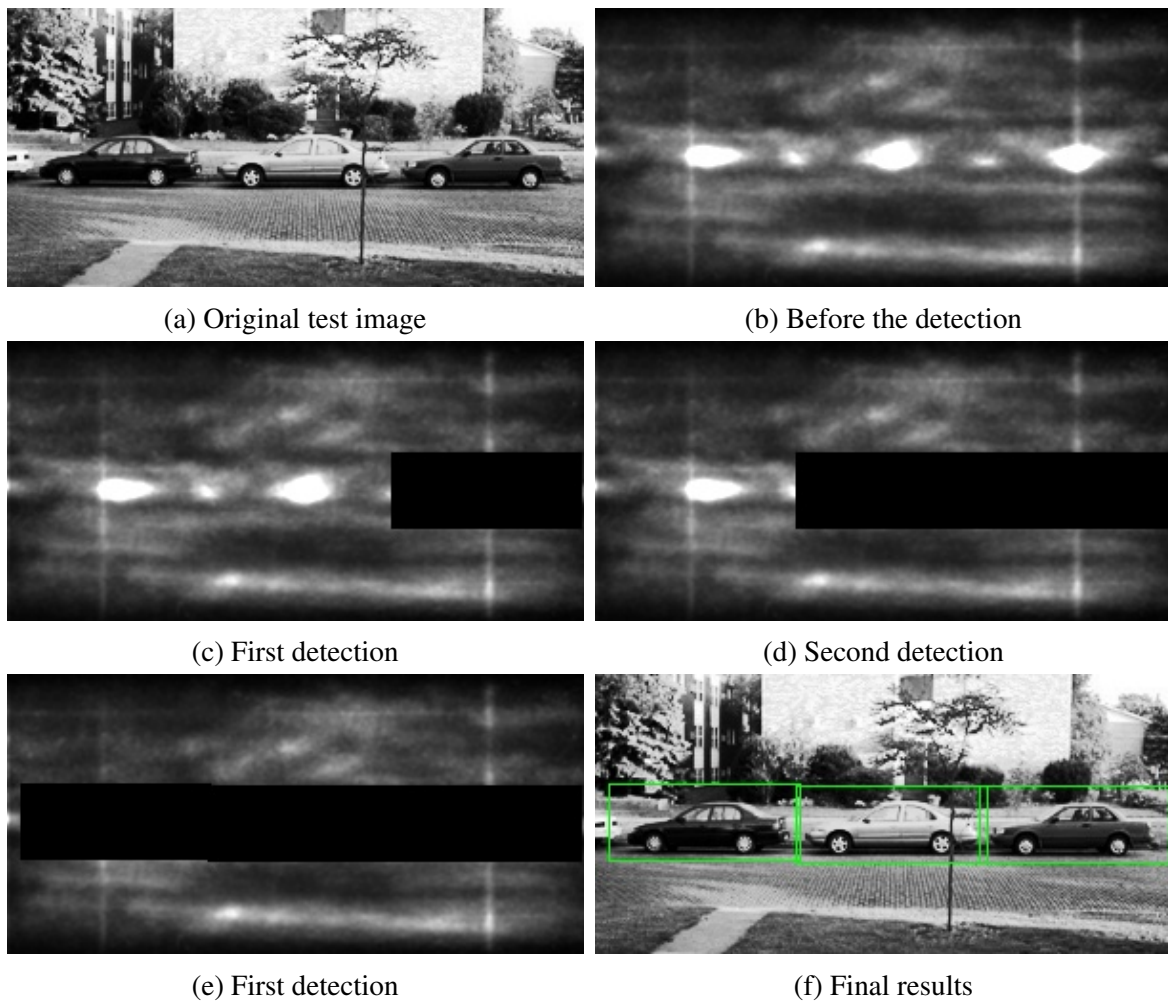 (a) Original test image
(b) Before the detection
(c) First detection
(d) Second detection
(e) First detection
(f) Final results